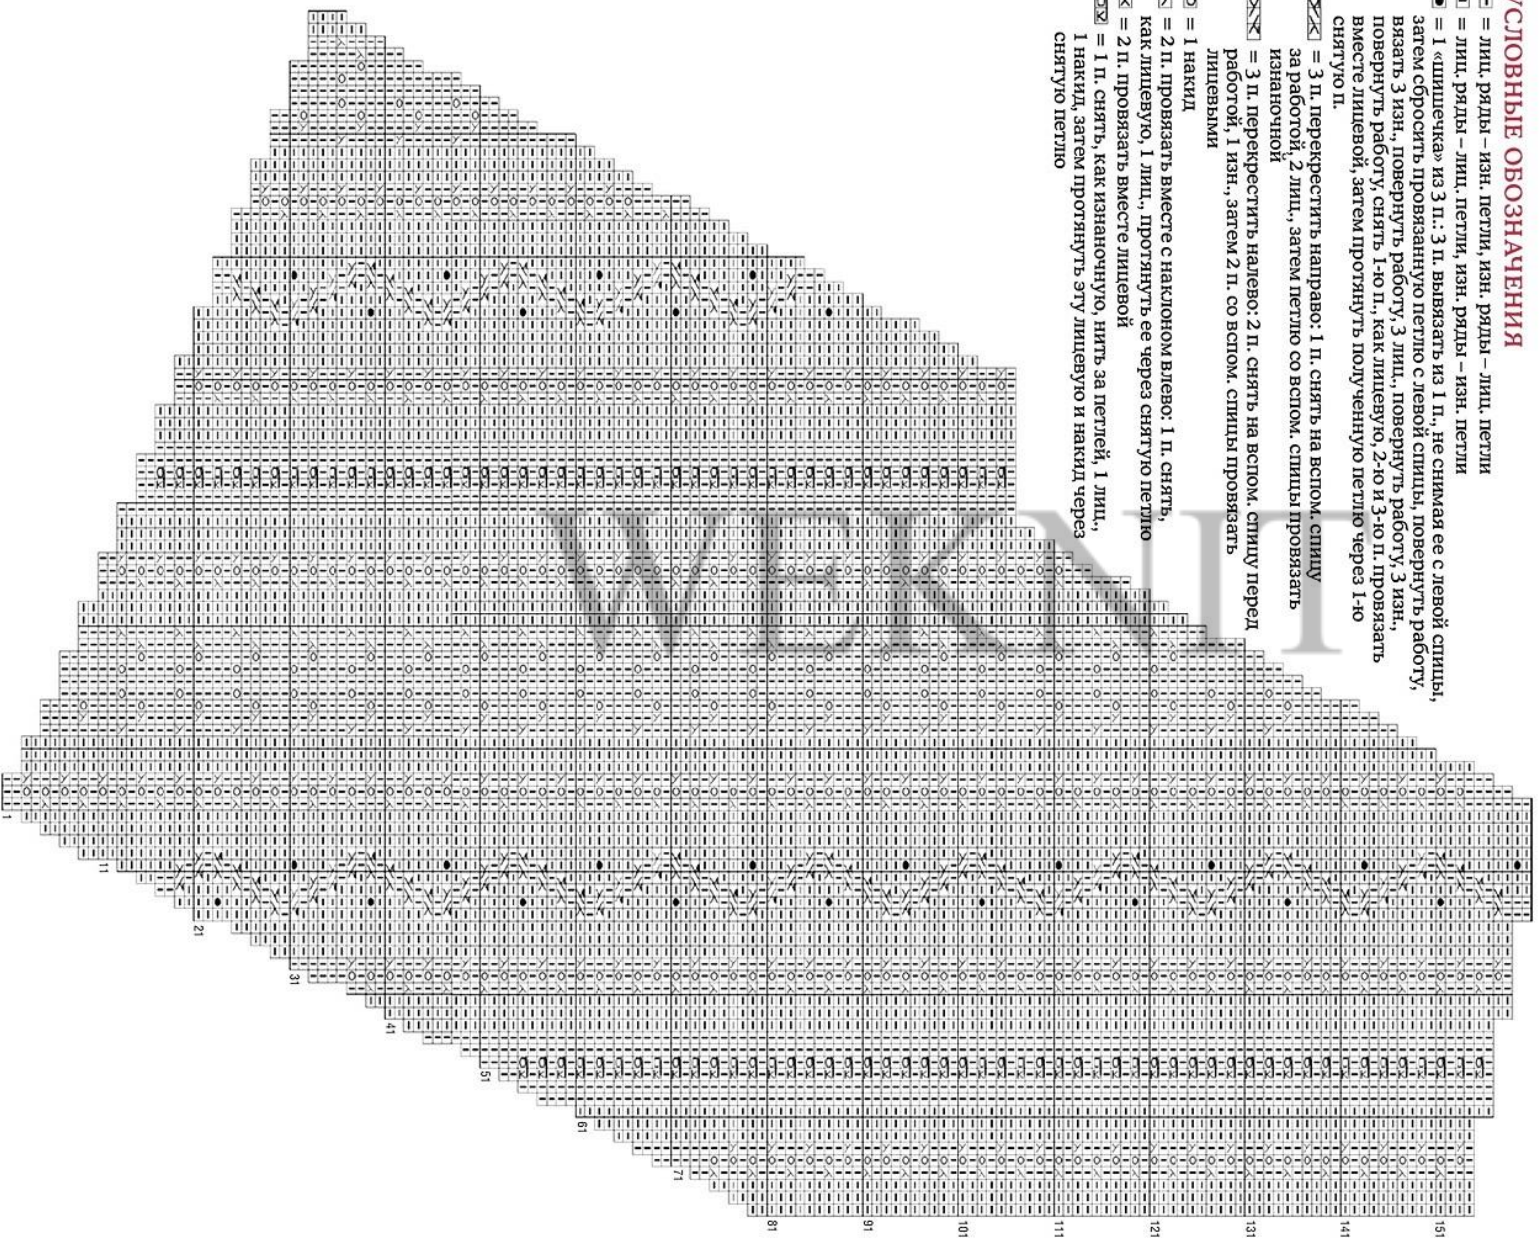 УСЛОВНЫЕ ОБОЗНАЧЕНИЯ
= лиц. ряды – изн. петли, изн. ряды – лиц. петли
= лиц. ряды – лиц. петли, изн. ряды – изн. петли
= 1 «шишечка» из 3 п.: 3 п. вывязать из 1 п., не снимая ее с левой спицы,
затем сбросить провязанную петлю с левой спицы, повернуть работу,
вязать 3 изн., повернуть работу, 3 лиц., повернуть работу, 3 изн.,
повернуть работу, снять 1-ю п., как лицевую, 2-ю и 3-ю п. провязать
вместе лицевой, затем протянуть полученную петлю через 1-ю
снятую п.
= 3 п. перекрестить направо: 1 п. снять на вспом. спицу
за работой, 2 лиц., затем петлю со вспом. спицы провязать
изнаночной
= 3 п. перекрестить налево: 2 п. снять на вспом. спицу перед
работой, 1 изн., затем 2 п. со вспом. спицы провязать
лицевыми
= 1 накид
= 2 п. провязать вместе с наклоном влево: 1 п. снять,
как лицевую, 1 лиц., протянуть ее через снятую петлю
= 2 п. провязать вместе лицевой
= 1 п. снять, как изнаночную, нить за петлей, 1 лиц.,
1 накид, затем протянуть эту лицевую и накид через
снятую петлю
WEKNIT
1
11
21
31
41
51
61
71
81
91
101
111
121
131
141
151